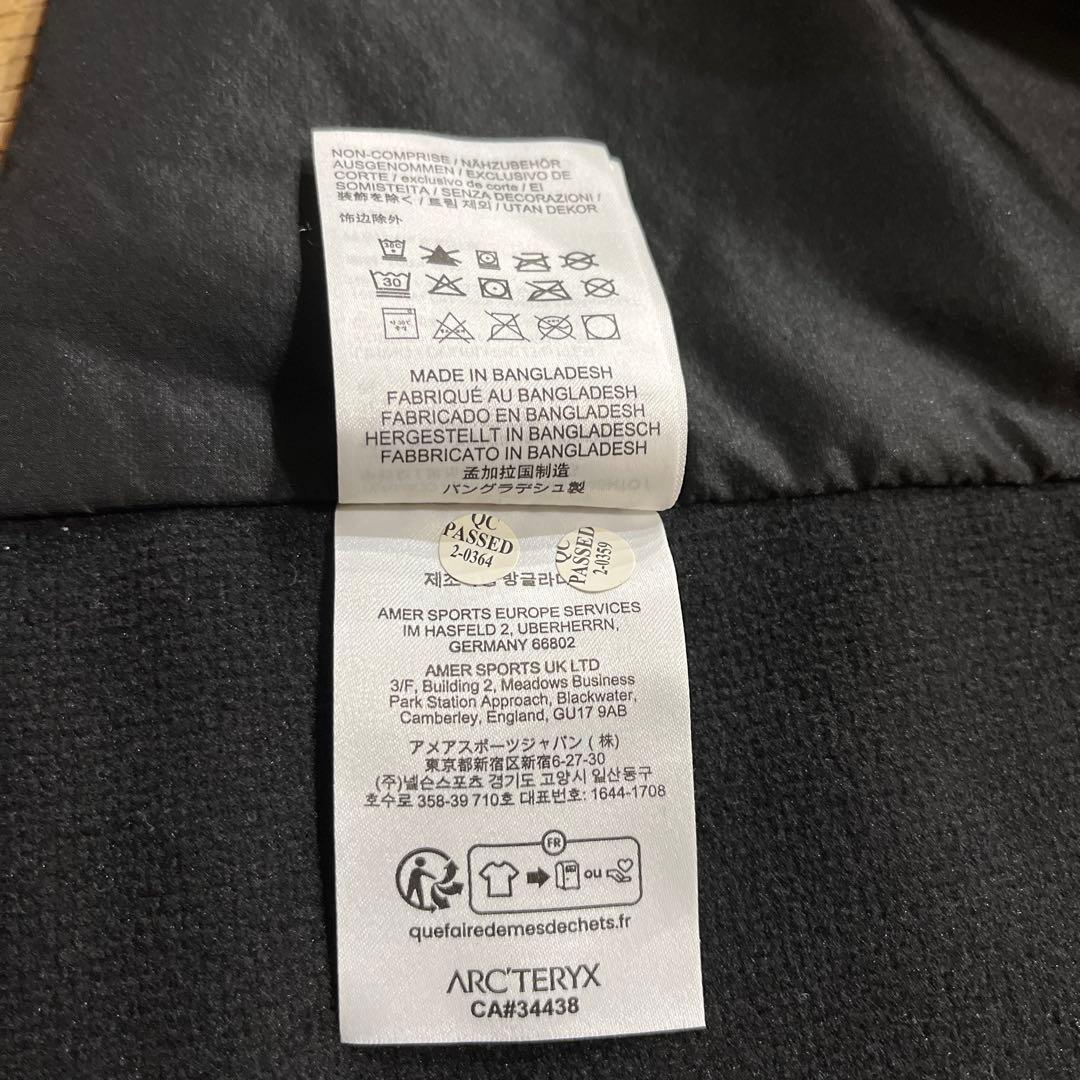 NON-COMPRISE / NÄHZUBEHÖR
AUSGENOMMEN / EXCLUSIVO DE
CORTE / exclusivo de corte / EI
SOMISTEITA / SENZA DECORAZIONI /
装飾を除く / 트림 제외 / UTAN DEKOR
饰边除外
30C
30
MADE IN BANGLADESH
FABRIQUÉ AU BANGLADESH
FABRICADO EN BANGLADESH
HERGESTELLT IN BANGLADESCH
FABBRICATO IN BANGLADESH
孟加拉国制造
バングラデシュ製
QC
PASSED
2-0364
QC
PASSED
2-0359
제조 방글라
AMER SPORTS EUROPE SERVICES
IM HASFELD 2, UBERHERRN,
GERMANY 66802
AMER SPORTS UK LTD
3/F, Building 2, Meadows Business
Park Station Approach, Blackwater,
Camberley, England, GU17 9AB
アメアスポーツジャパン (株)
東京都新宿区新宿6-27-30
(주)넬슨스포츠 경기도 고양시 일산동구
호수로 358-39 710호 대표번호: 1644-1708
FR
ou
quefairedemesdechets.fr
ARC'TERYX
CA#34438